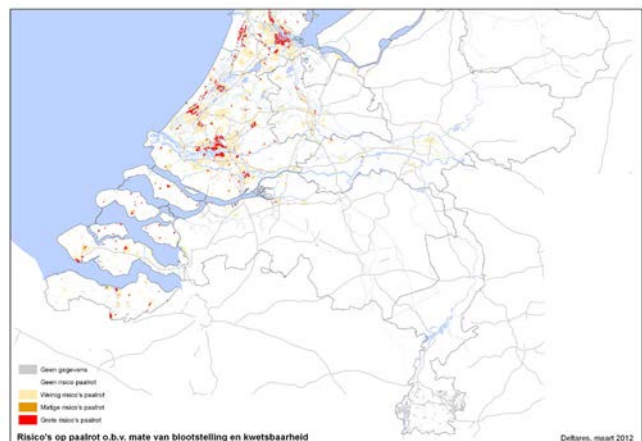 Geen gegevens
Geen risico paalrot
Weinig risico's paalrot
Matige risico's paalrot
Grote risico's paalrot
Risico's op paalrot o.b.v. mate van blootstelling en kwetsbaarheid
Deltares, maart 2012